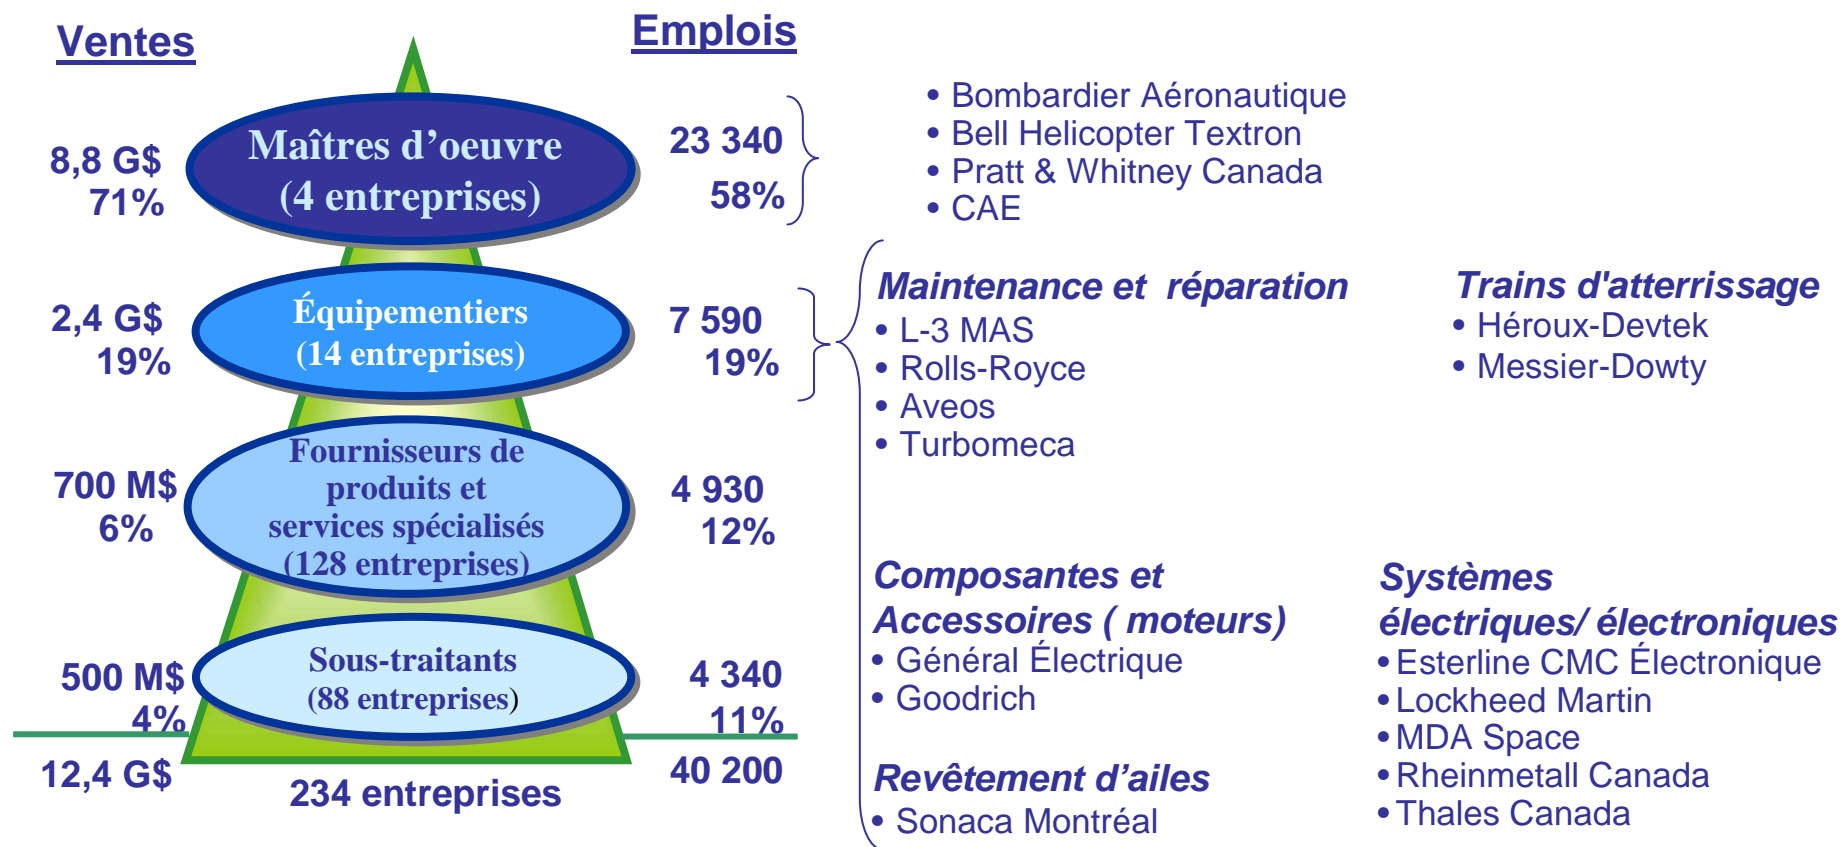 Ventes
Emplois
8,8 G$
71%
Maîtres d’oeuvre
(4 entreprises)
23 340
58%
• Bombardier Aéronautique
• Bell Helicopter Textron
• Pratt & Whitney Canada
• CAE
2,4 G$
19%
Équipementiers
(14 entreprises)
7 590
19%
Maintenance et réparation
• L-3 MAS
• Rolls-Royce
• Aveos
• Turbomeca
Trains d'atterrissage
• Héroux-Devtek
• Messier-Dowty
700 M$
6%
Fournisseurs de
produits et
services spécialisés
(128 entreprises)
4 930
12%
Composantes et
Accessoires ( moteurs)
• Général Électrique
• Goodrich
Systèmes
électriques/ électroniques
• Esterline CMC Électronique
• Lockheed Martin
• MDA Space
• Rheinmetall Canada
• Thales Canada
500 M$
4%
Sous-traitants
(88 entreprises)
4 340
11%
Revêtement d’ailes
• Sonaca Montréal
12,4 G$
234 entreprises
40 200